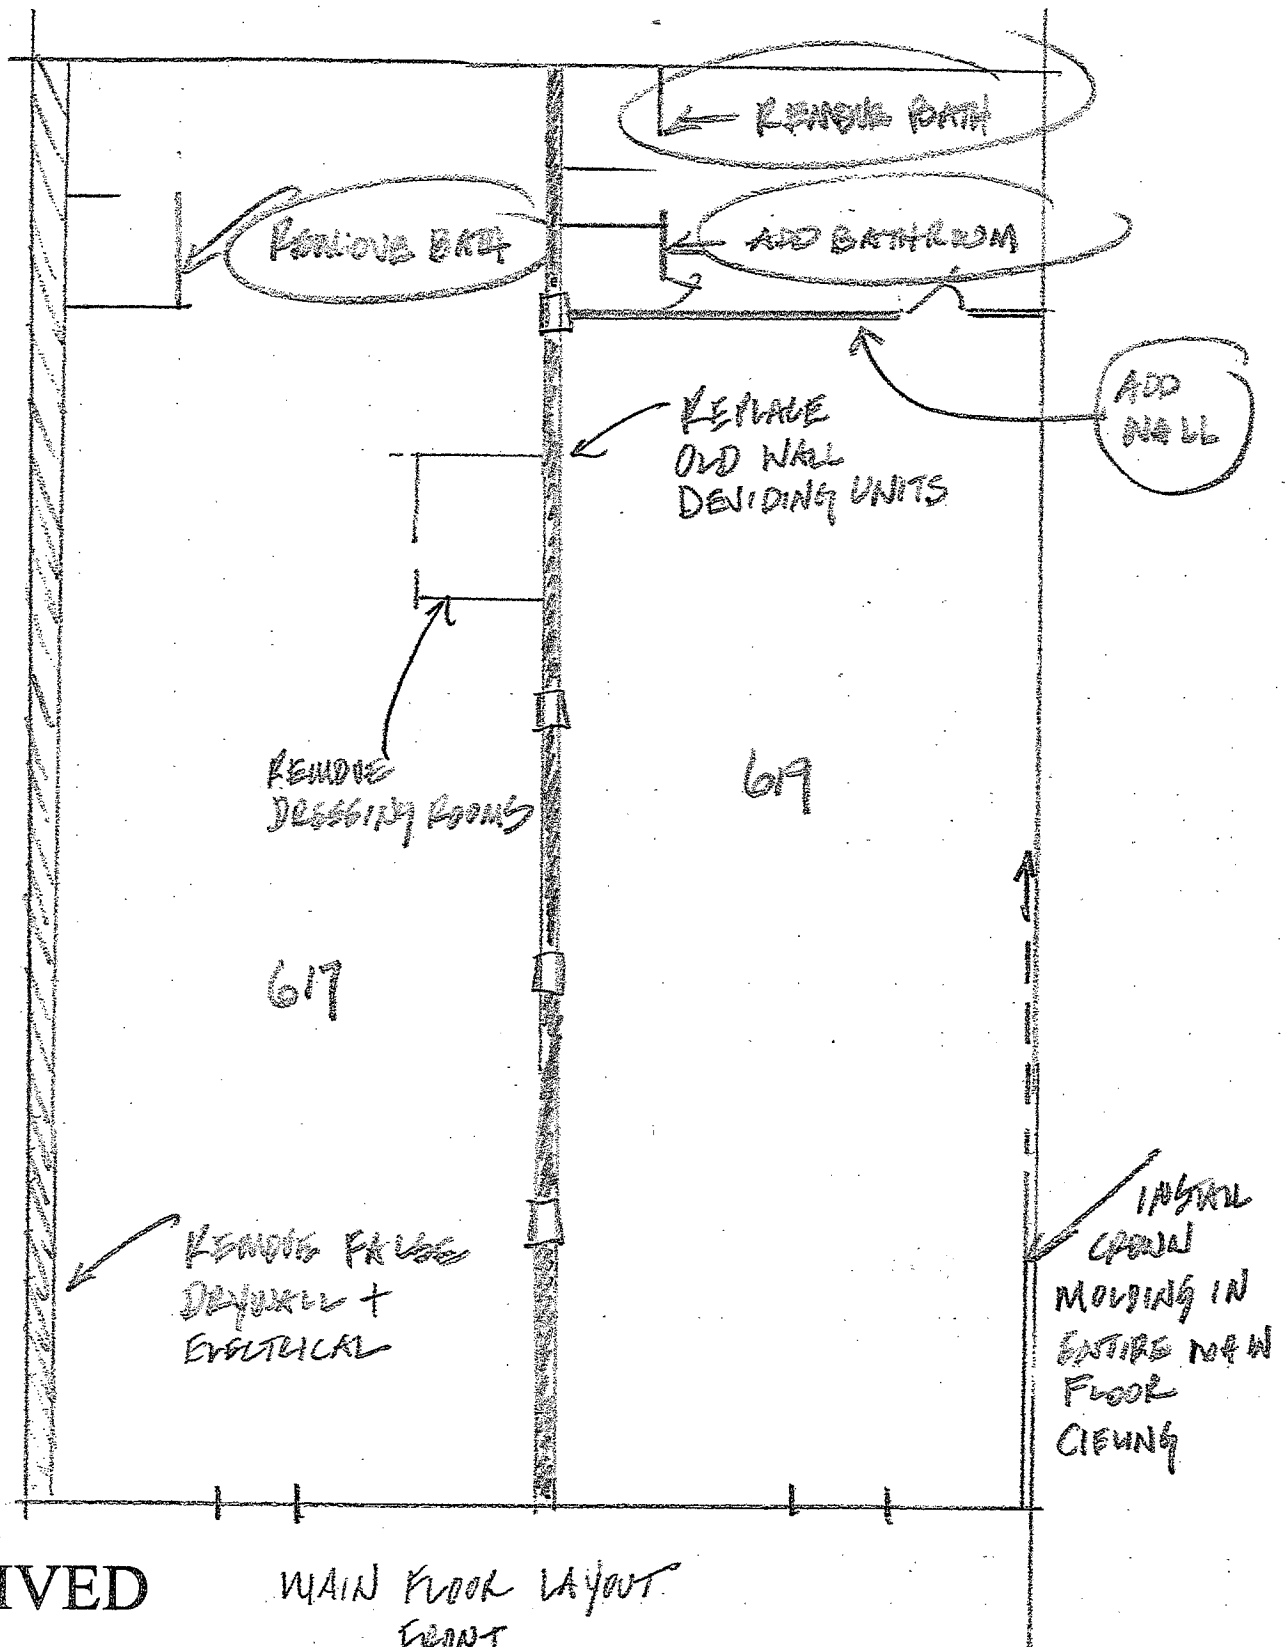 REMOVE BATH
REMOVE BATH
ADD BATHROOM
ADD
WALL
REPLACE
OLD WALL
DEVIDING UNITS
REMOVE
DRESSING ROOMS
619
617
INSTALL
CROWN
MOLDING IN
ENTIRE MAIN
FLOOR
CIELING
REMOVE FALSE
DRYWALL +
ELECTRICAL
IVED
MAIN FLOOR LAYOUT
FRONT